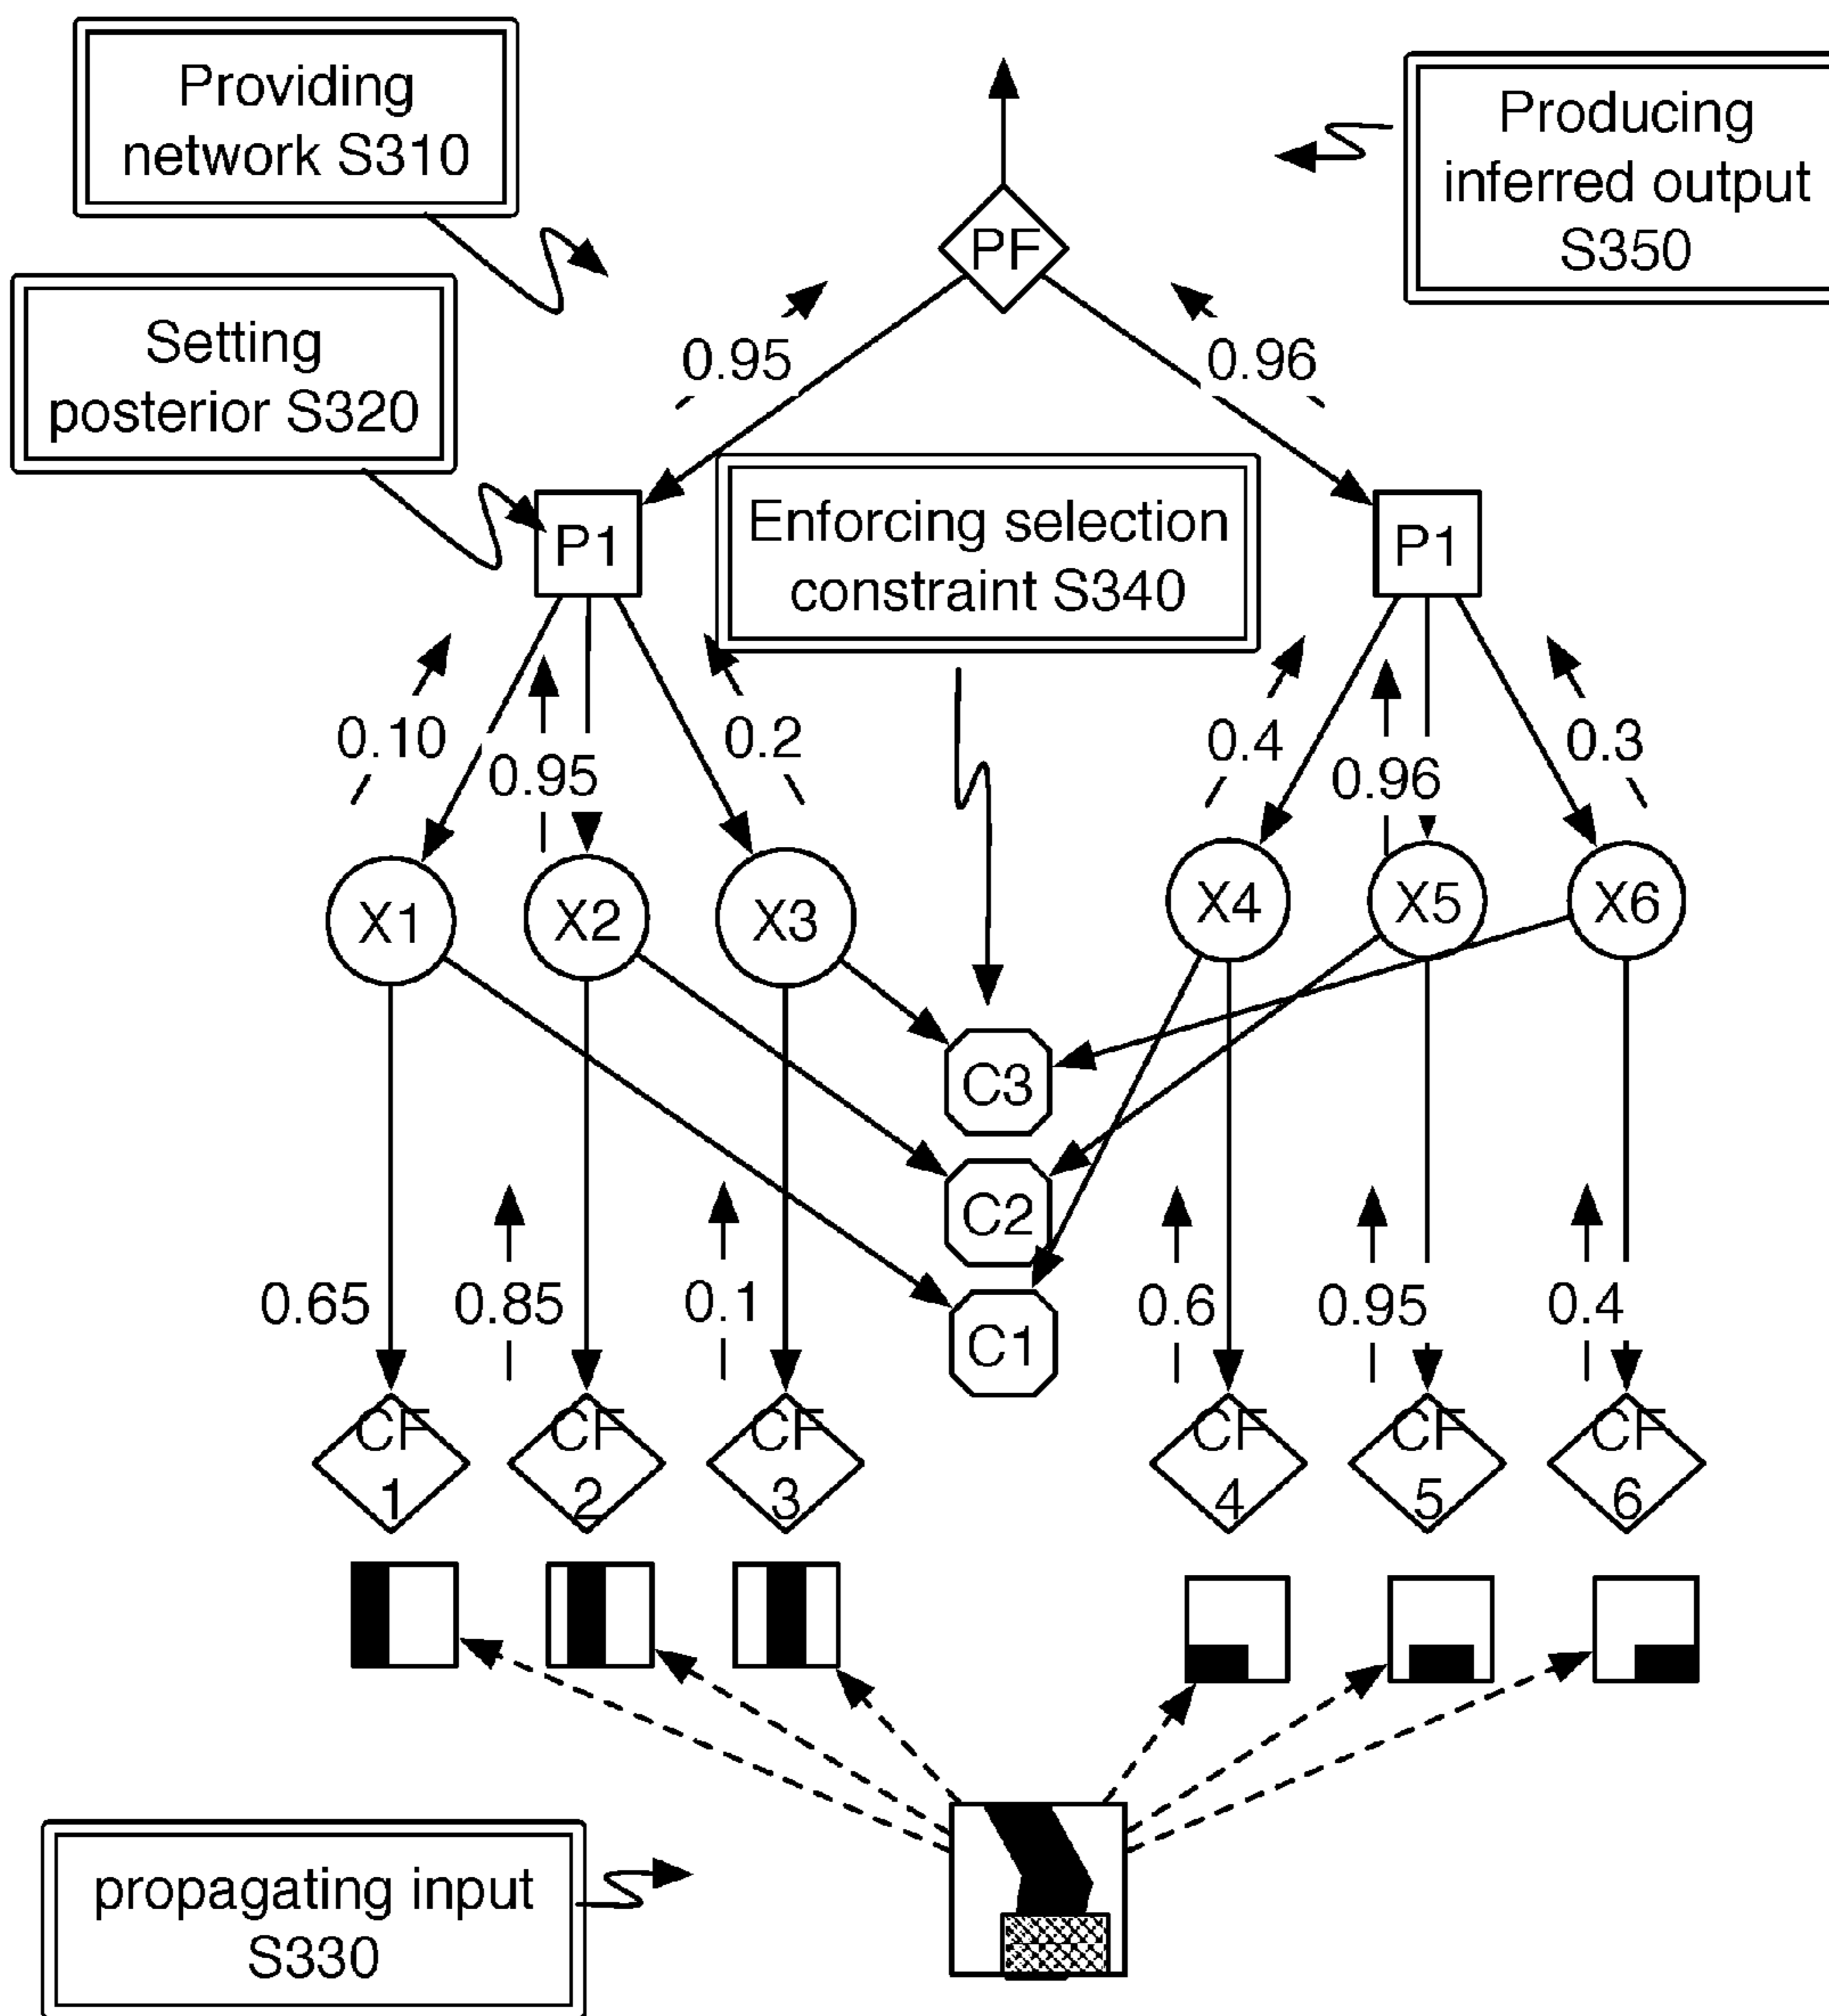 Providing
network S310
Producing
inferred output
S350
PF
Setting
posterior S320
0.95
0.96
Enforcing selection
constraint S340
P1
P1
0.10
0.95
0.2
0.4
0.96
0.3
X1
X2
X3
X4
X5
X6
C3
C2
C1
0.65
0.85
0.1
0.6
0.95
0.4
CF
1
CF
2
CF
3
CF
4
CF
5
CF
6
propagating input
S330